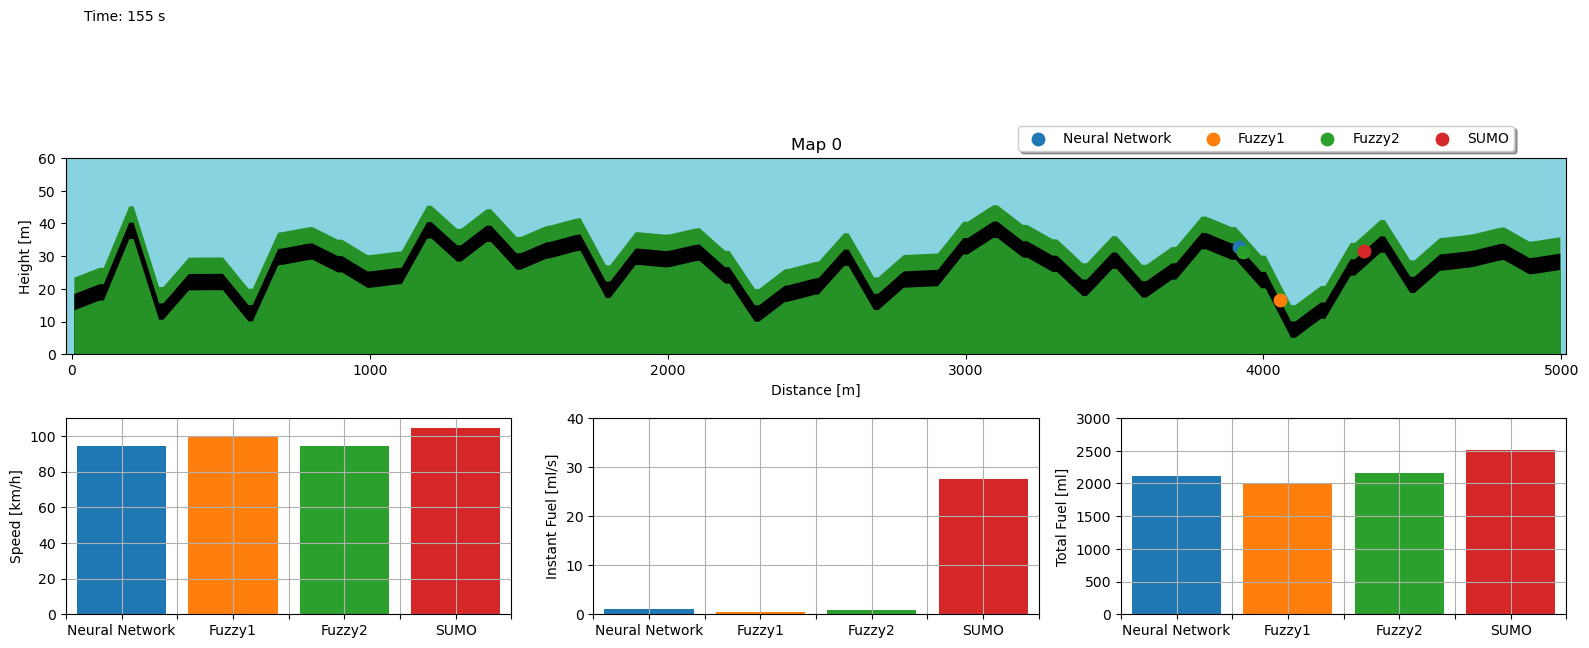 Time: 155 s
Map 0
Neural Network Fuzzy1 Fuzzy2 SUMO
Height [m]
60
50
40
30
20
10
0
0 1000 2000 3000 4000 5000
Distance [m]
Speed [km/h]
100
80
60
40
20
0
Neural Network Fuzzy1 Fuzzy2 SUMO
Instant Fuel [ml/s]
40
30
20
10
0
Neural Network Fuzzy1 Fuzzy2 SUMO
Total Fuel [ml]
3000
2500
2000
1500
1000
500
0
Neural Network Fuzzy1 Fuzzy2 SUMO